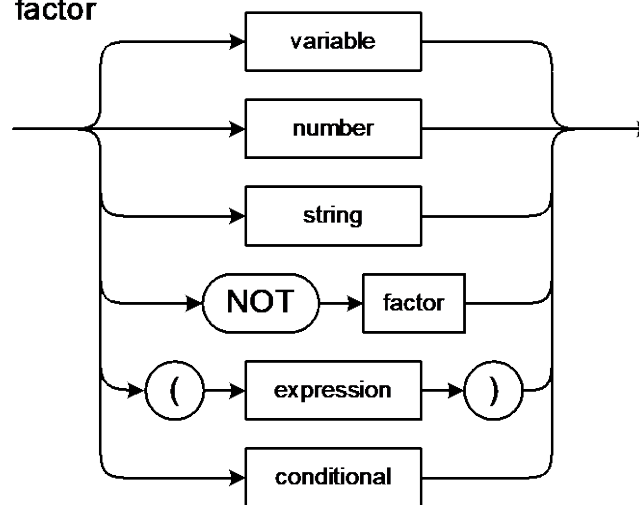 factor
variable
number
string
NOT factor
( expression )
conditional